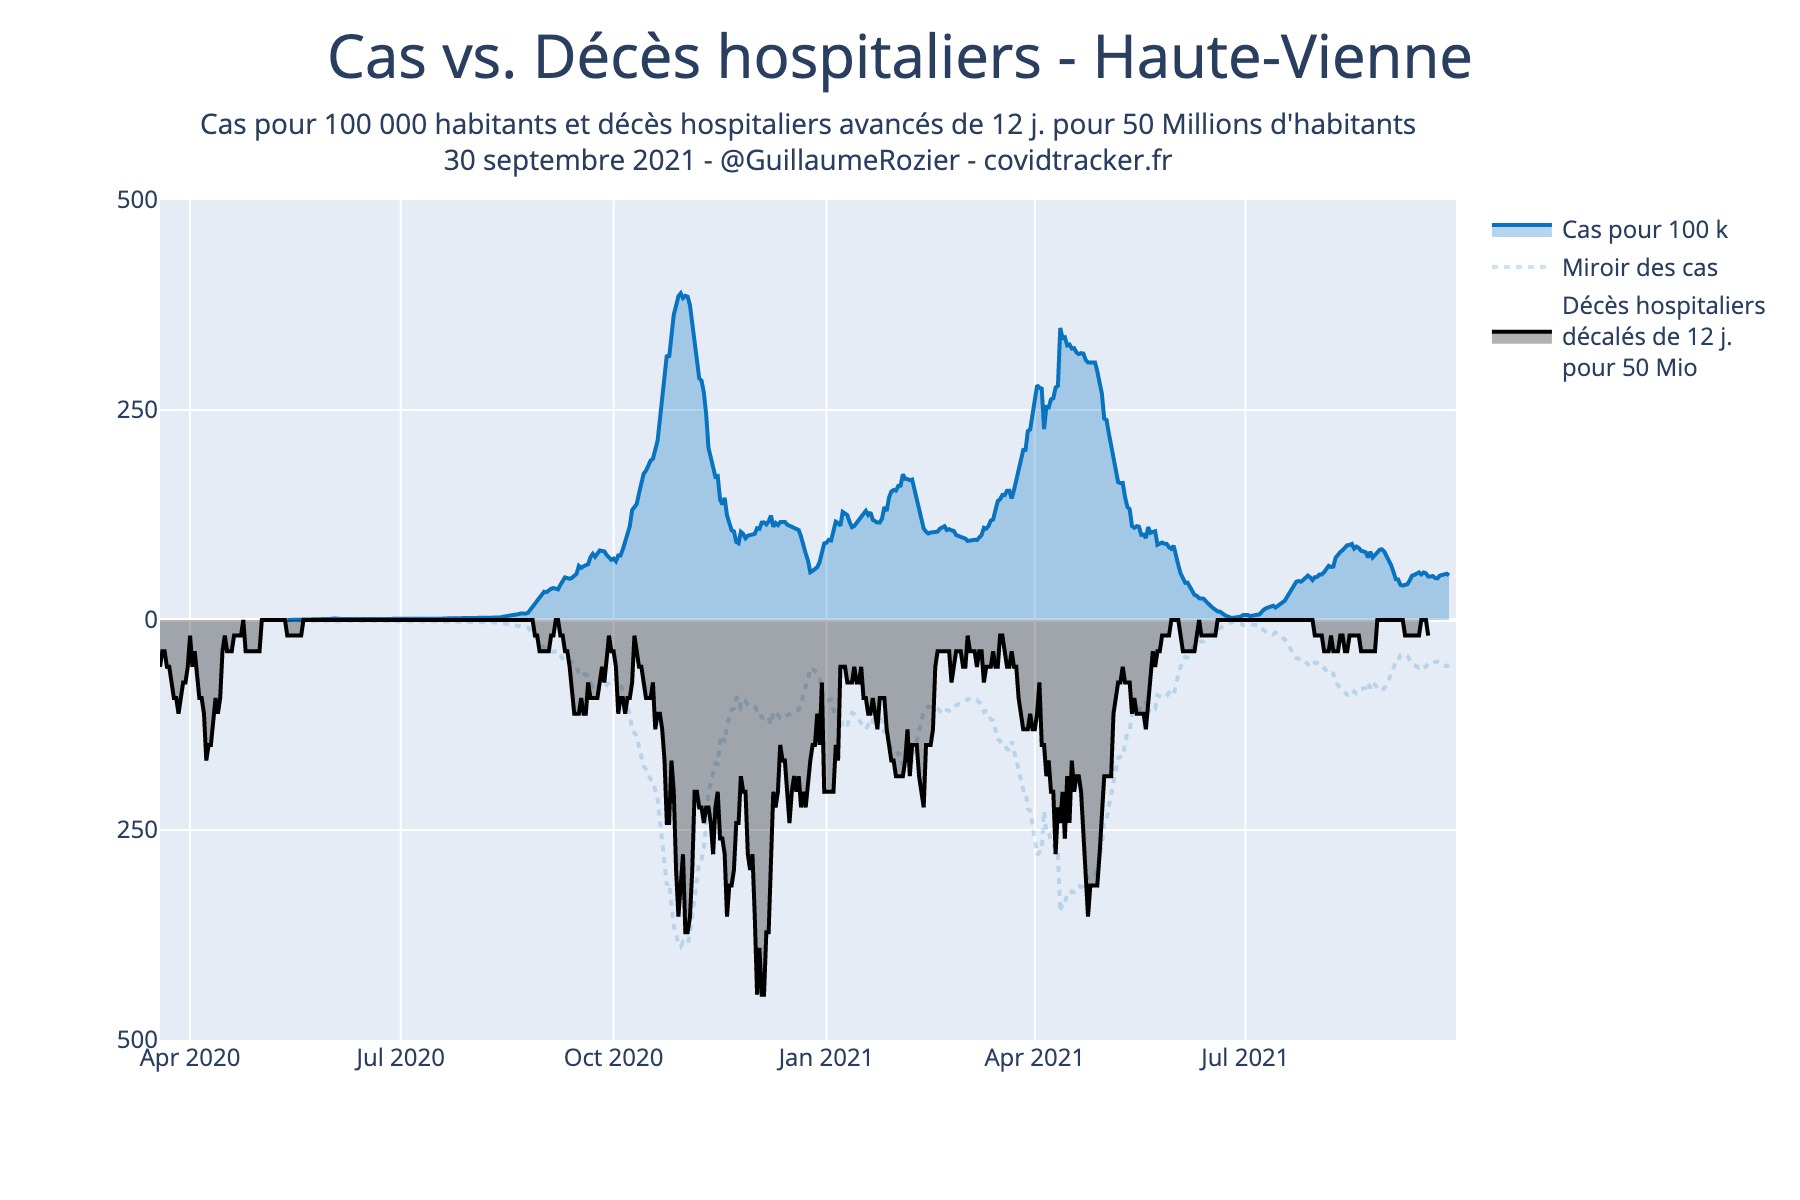 Cas vs. Décès hospitaliers - Haute-Vienne
Cas pour 100 000 habitants et décès hospitaliers avancés de 12 j. pour 50 Millions d'habitants
30 septembre 2021 - @GuillaumeRozier - covidtracker.fr
500
250
0
250
500
Apr 2020
Jul 2020
Oct 2020
Jan 2021
Apr 2021
Jul 2021
Cas pour 100 k
Miroir des cas
Décès hospitaliers
décalés de 12 j.
pour 50 Mio